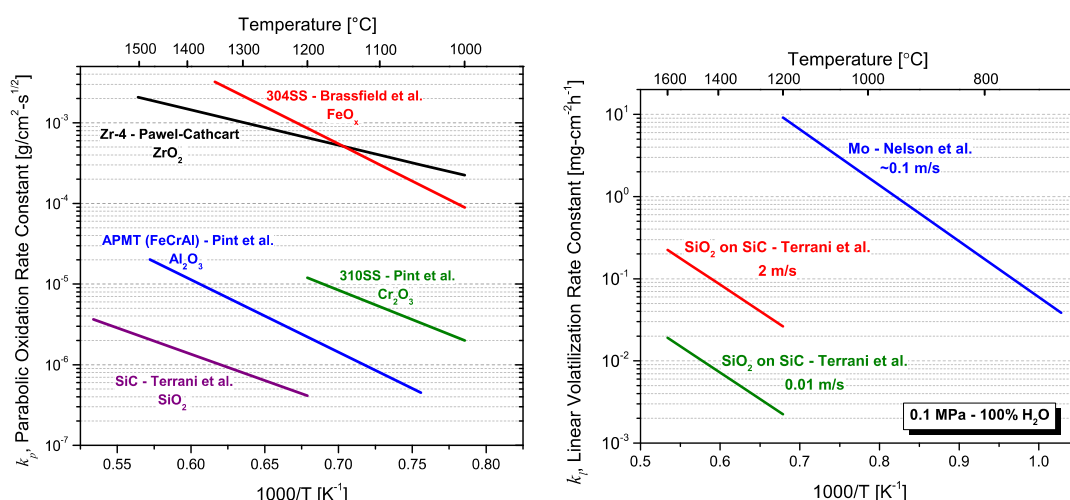 Temperature [°C]
1500 1400 1300 1200 1100 1000
k_p, Parabolic Oxidation Rate Constant [g/cm²-s^1/2]
10⁻³
10⁻⁴
10⁻⁵
10⁻⁶
10⁻⁷
304SS - Brassfield et al.
FeOₓ
Zr-4 - Pawel-Cathcart
ZrO₂
APMT (FeCrAl) - Pint et al.
Al₂O₃
310SS - Pint et al.
Cr₂O₃
SiC - Terrani et al.
SiO₂
0.55 0.60 0.65 0.70 0.75 0.80
1000/T [K⁻¹]
Temperature [°C]
1600 1400 1200 1000 800
k_l, Linear Volatilization Rate Constant [mg-cm⁻²h⁻¹]
10¹
10⁰
10⁻¹
10⁻²
10⁻³
Mo - Nelson et al.
~0.1 m/s
SiO₂ on SiC - Terrani et al.
2 m/s
SiO₂ on SiC - Terrani et al.
0.01 m/s
0.1 MPa - 100% H₂O
0.5 0.6 0.7 0.8 0.9 1.0
1000/T [K⁻¹]